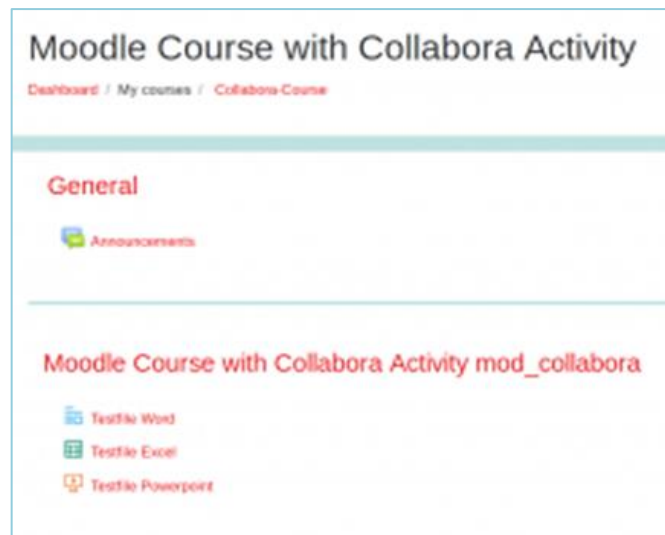 Moodle Course with Collabora Activity
Dashboard / My courses / Collabora-Course
General
Announcements
Moodle Course with Collabora Activity mod_collabora
Testfile Word
Testfile Excel
Testfile Powerpoint